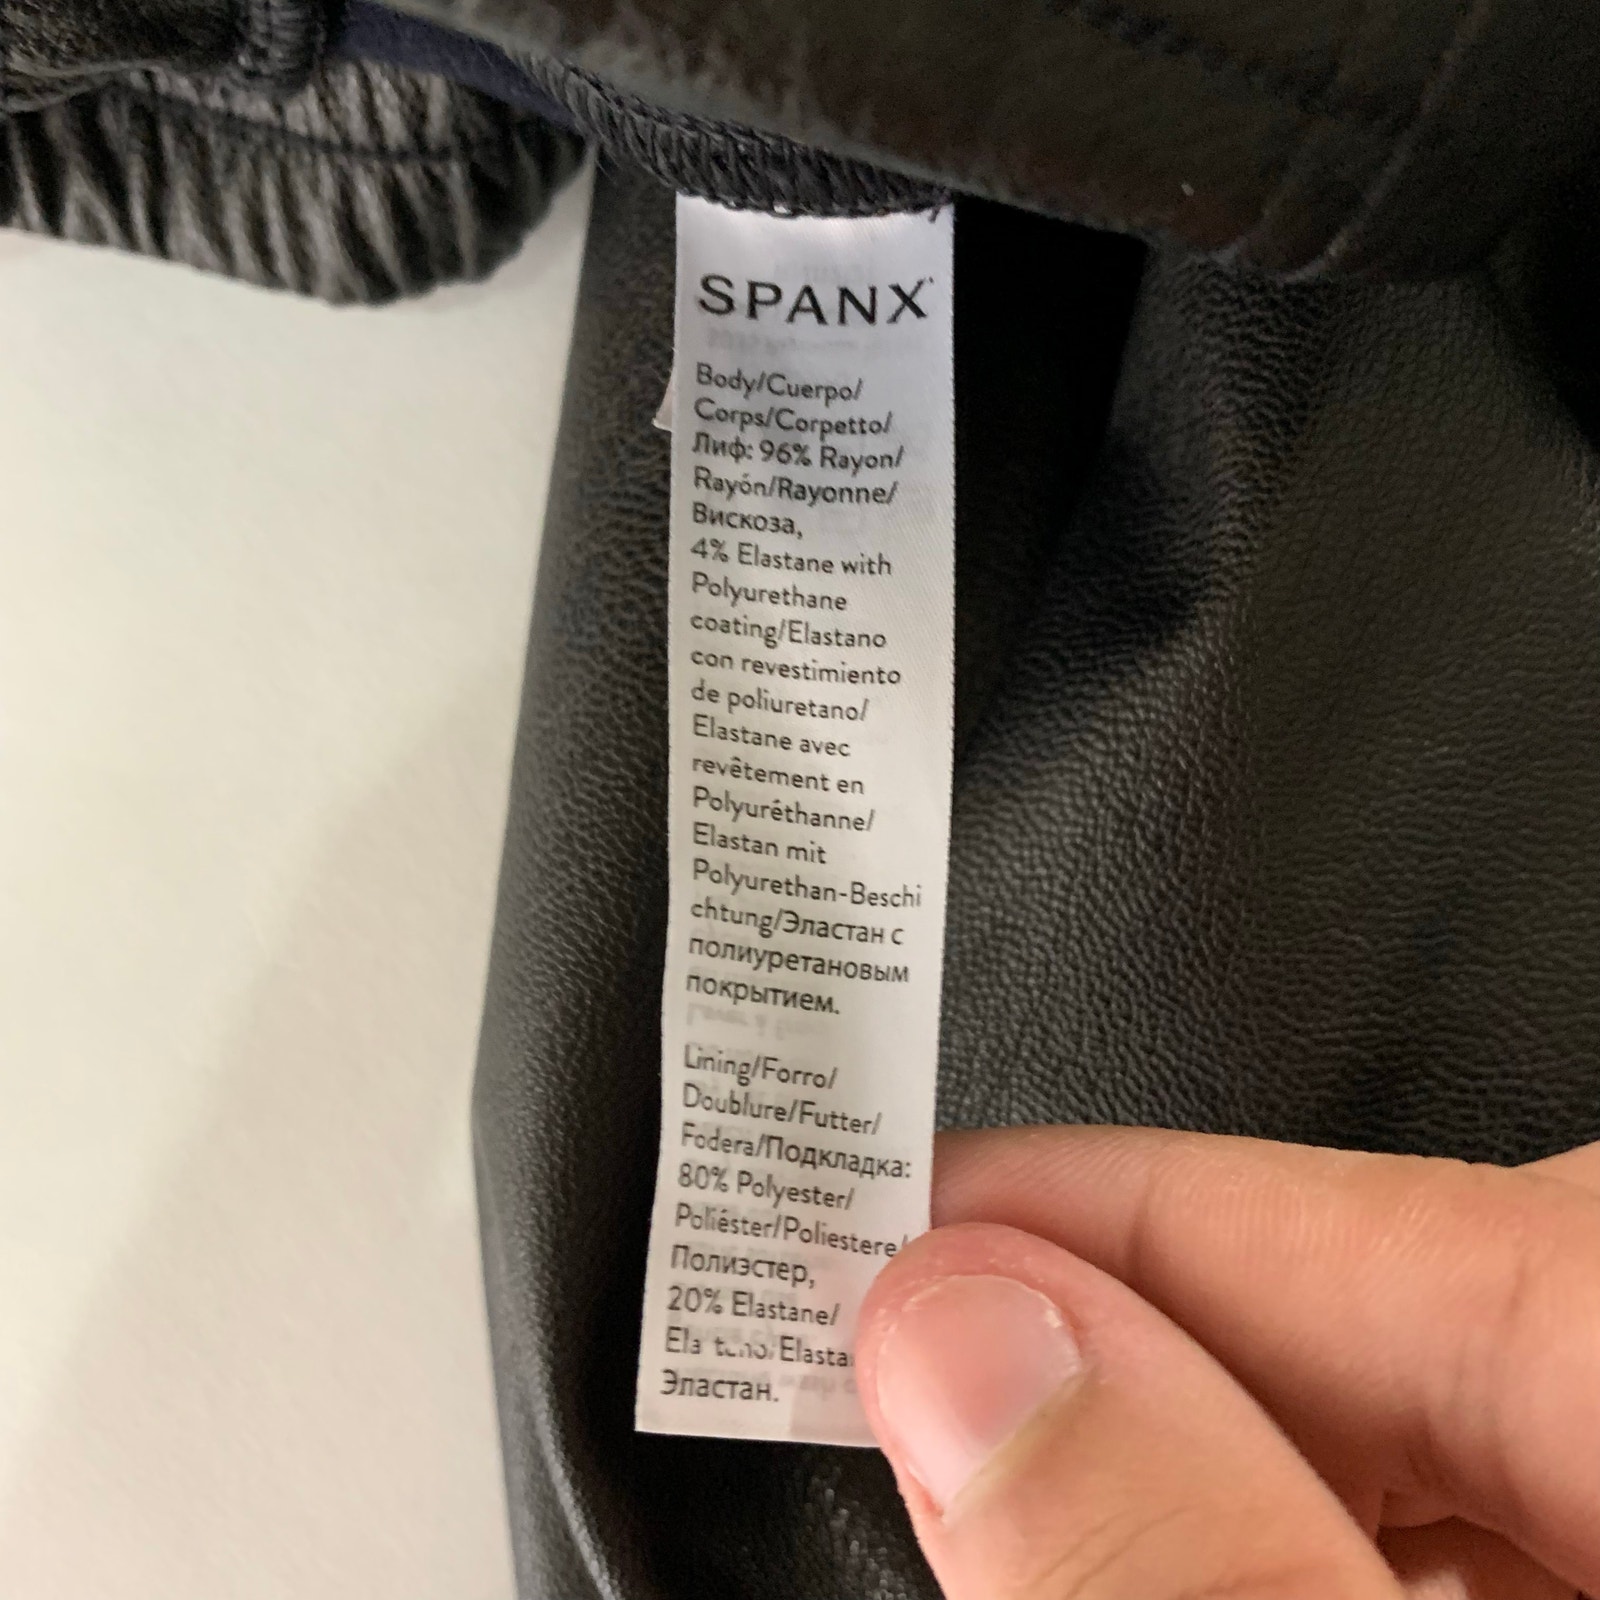 SPANX
Body/Cuerpo/
Corps/Corpetto/
Лиф: 96% Rayon/
Rayón/Rayonne/
Вискоза,
4% Elastane with
Polyurethane
coating/Elastano
con revestimiento
de poliuretano/
Elastane avec
revêtement en
Polyuréthanne/
Elastan mit
Polyurethan-Beschi
chtung/Эластан с
полиуретановым
покрытием.
Lining/Forro/
Doublure/Futter/
Fodera/Подкладка:
80% Polyester/
Poliéster/Poliestere/
Полиэстер,
20% Elastane/
Эластан.